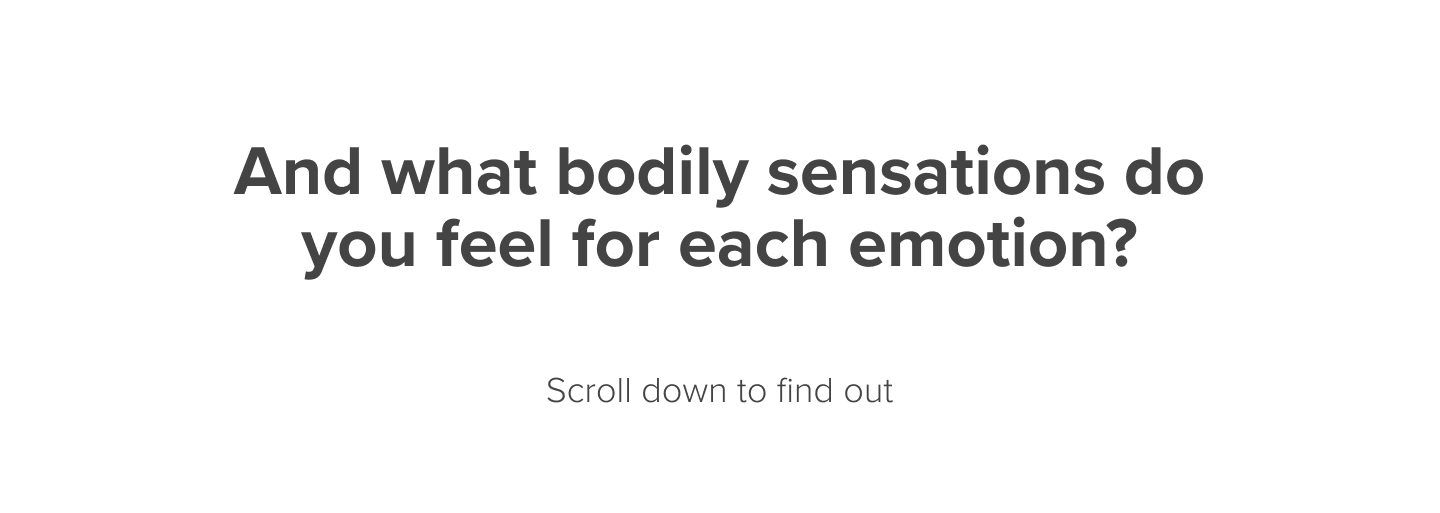 And what bodily sensations do
you feel for each emotion?
Scroll down to find out